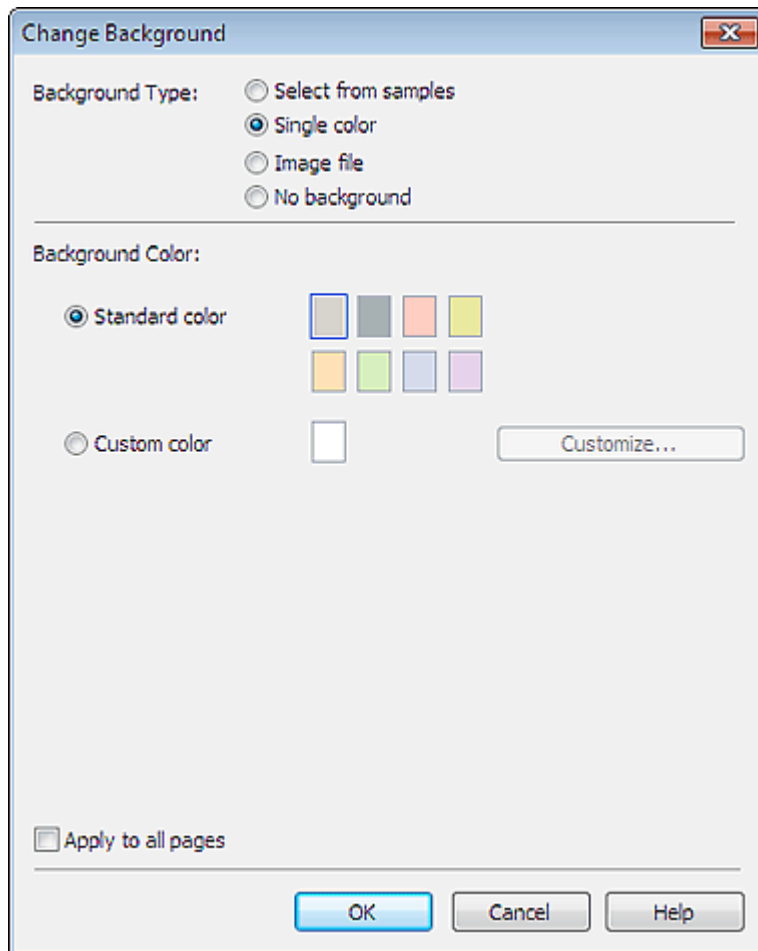 Change Background
Background Type:
Select from samples
Single color
Image file
No background
Background Color:
Standard color
Custom color
Customize...
Apply to all pages
OK
Cancel
Help